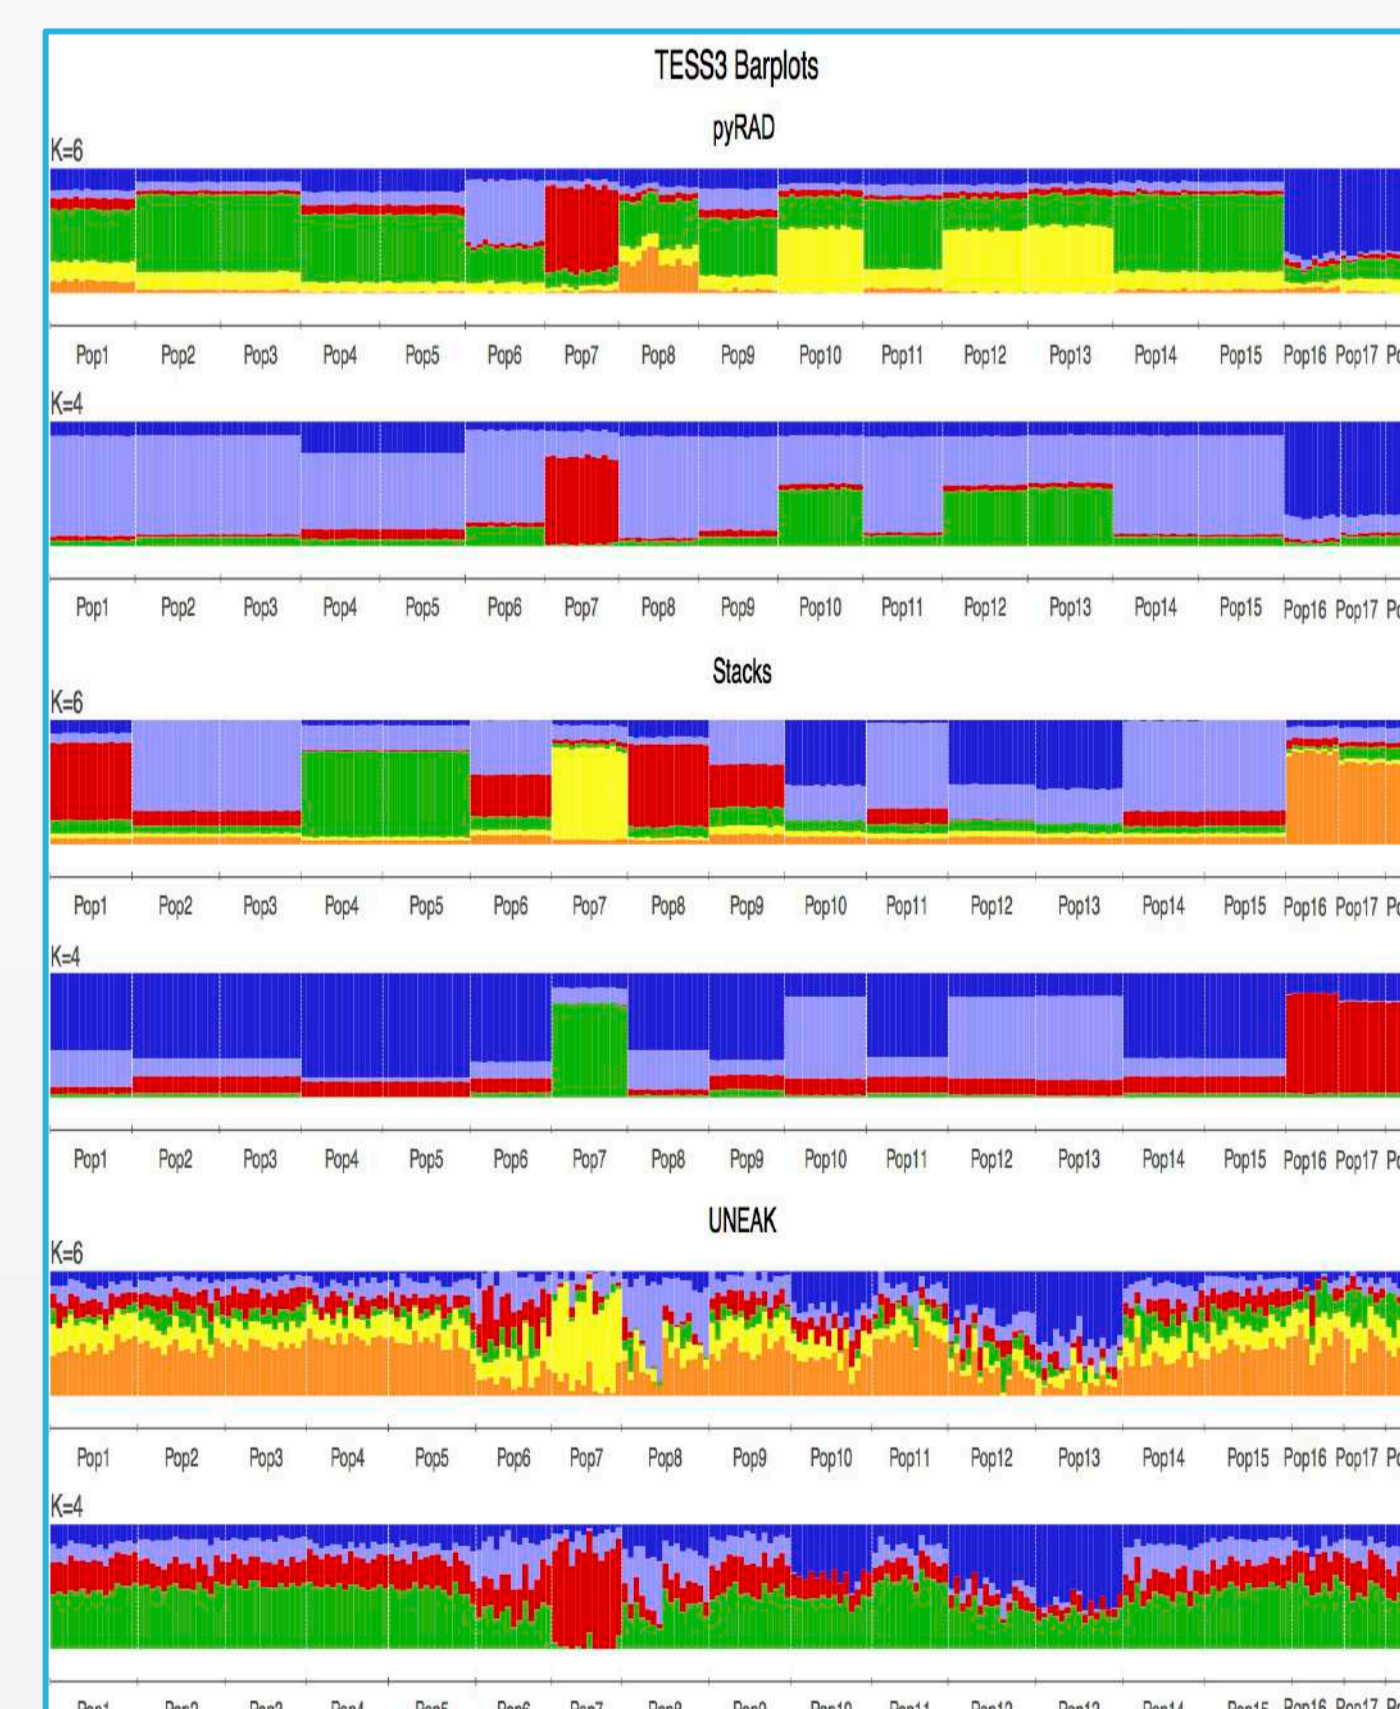 TESS3 Barplots
pyRAD
K=6
Pop1 Pop2 Pop3 Pop4 Pop5 Pop6 Pop7 Pop8 Pop9 Pop10 Pop11 Pop12 Pop13 Pop14 Pop15 Pop16 Pop17
K=4
Pop1 Pop2 Pop3 Pop4 Pop5 Pop6 Pop7 Pop8 Pop9 Pop10 Pop11 Pop12 Pop13 Pop14 Pop15 Pop16 Pop17
Stacks
K=6
Pop1 Pop2 Pop3 Pop4 Pop5 Pop6 Pop7 Pop8 Pop9 Pop10 Pop11 Pop12 Pop13 Pop14 Pop15 Pop16 Pop17
K=4
Pop1 Pop2 Pop3 Pop4 Pop5 Pop6 Pop7 Pop8 Pop9 Pop10 Pop11 Pop12 Pop13 Pop14 Pop15 Pop16 Pop17
UNEAK
K=6
Pop1 Pop2 Pop3 Pop4 Pop5 Pop6 Pop7 Pop8 Pop9 Pop10 Pop11 Pop12 Pop13 Pop14 Pop15 Pop16 Pop17
K=4